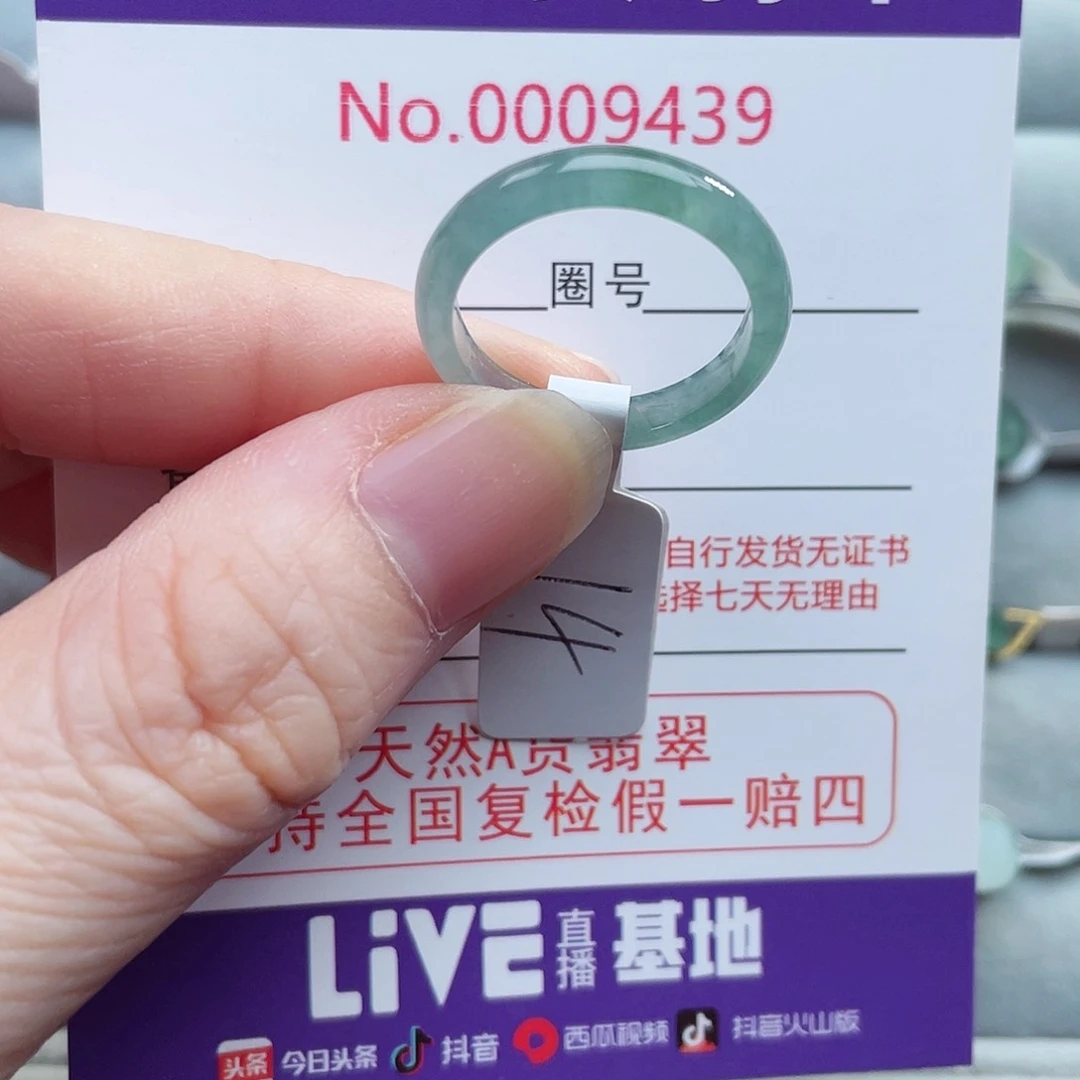 No.0009439
圈号
自行发货无证书
择七天无理由
14
天然A货翡翠
持全国复检假一赔四
LiVE直播基地
头条 今日头条 抖音 西瓜视频 抖音火山版